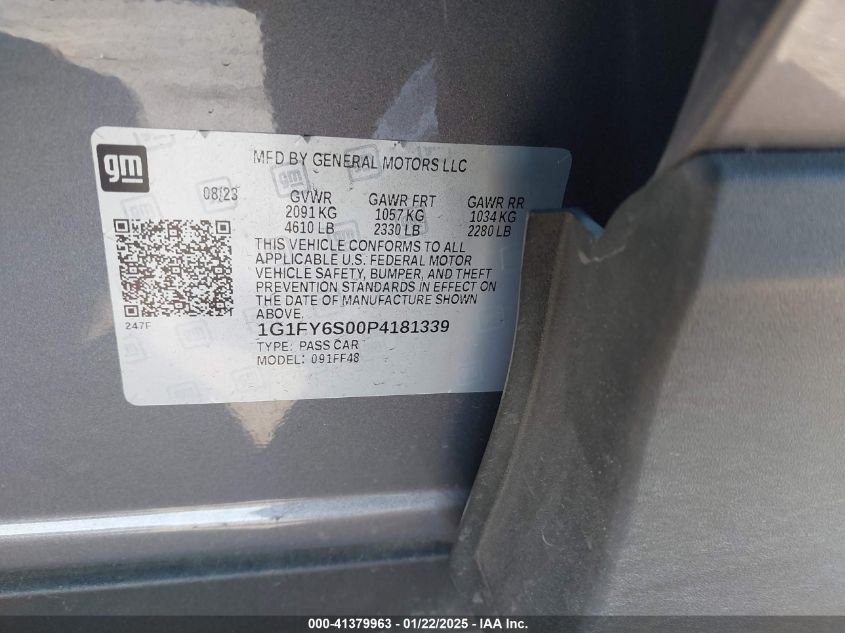 gm
MFD BY GENERAL MOTORS LLC
08/23 GVWR GAWR FRT GAWR RR
2091 KG 1057 KG 1034 KG
4610 LB 2330 LB 2280 LB
THIS VEHICLE CONFORMS TO ALL
APPLICABLE U.S. FEDERAL MOTOR
VEHICLE SAFETY, BUMPER, AND THEFT
PREVENTION STANDARDS IN EFFECT ON
THE DATE OF MANUFACTURE SHOWN
ABOVE.
247F
1G1FY6S00P4181339
TYPE: PASS CAR
MODEL: 091FF48
000-41379963 - 01/22/2025 - IAA Inc.